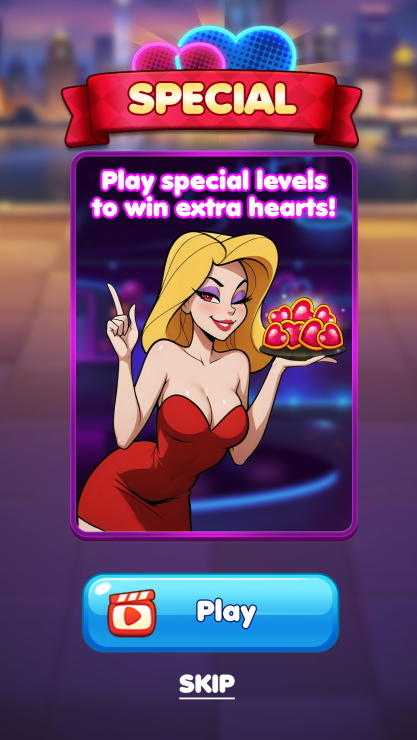 SPECIAL
Play special levels
to win extra hearts!
Play
SKIP